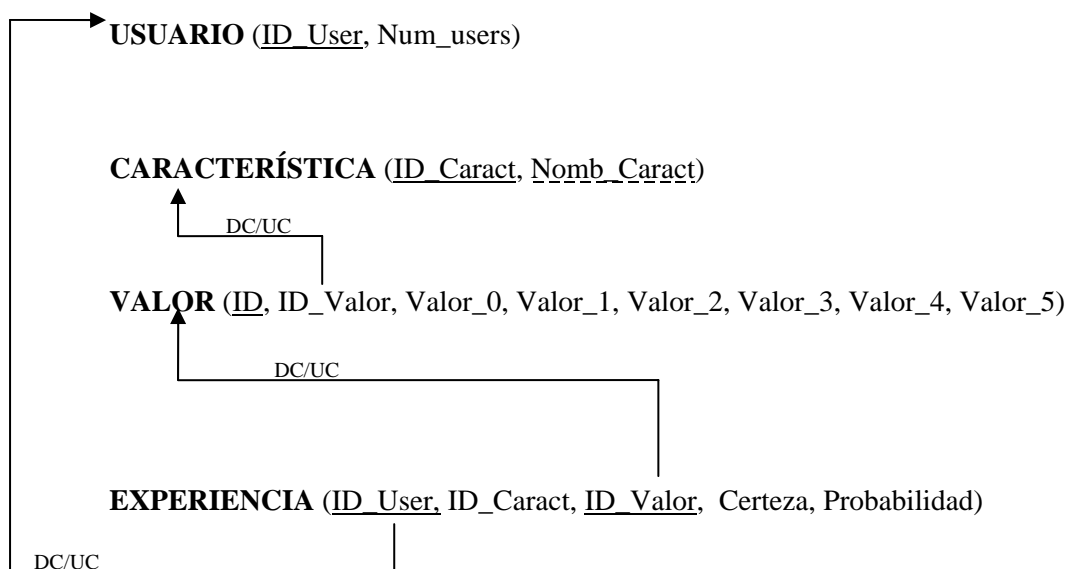 USUARIO (ID_User, Num_users)
CARACTERÍSTICA (ID_Caract, Nomb_Caract)
DC/UC
VALOR (ID, ID_Valor, Valor_0, Valor_1, Valor_2, Valor_3, Valor_4, Valor_5)
DC/UC
EXPERIENCIA (ID_User, ID_Caract, ID_Valor, Certeza, Probabilidad)
DC/UC